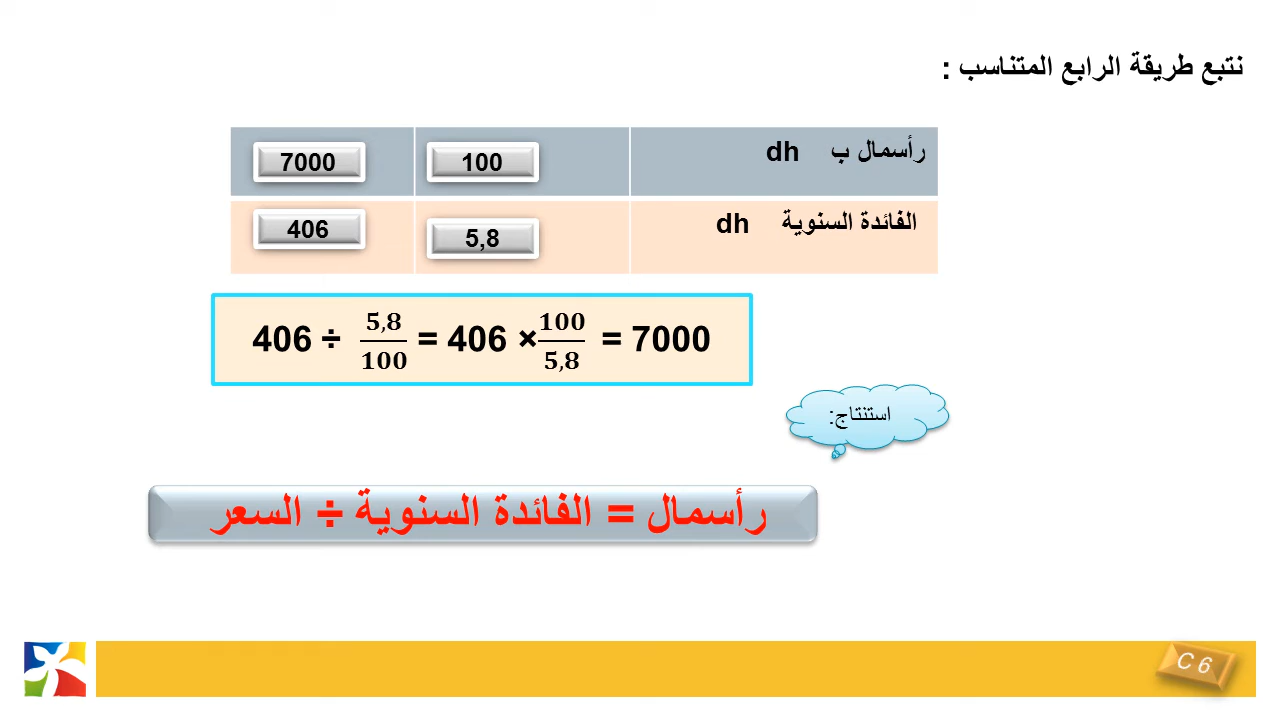 نتبع طريقة الرابع المتناسب :
رأسمال ب dh 100 7000
الفائدة السنوية dh 5,8 406
406 ÷ 5,8/100 = 406 × 100/5,8 = 7000
استنتاج:
رأسمال = الفائدة السنوية ÷ السعر
C 6